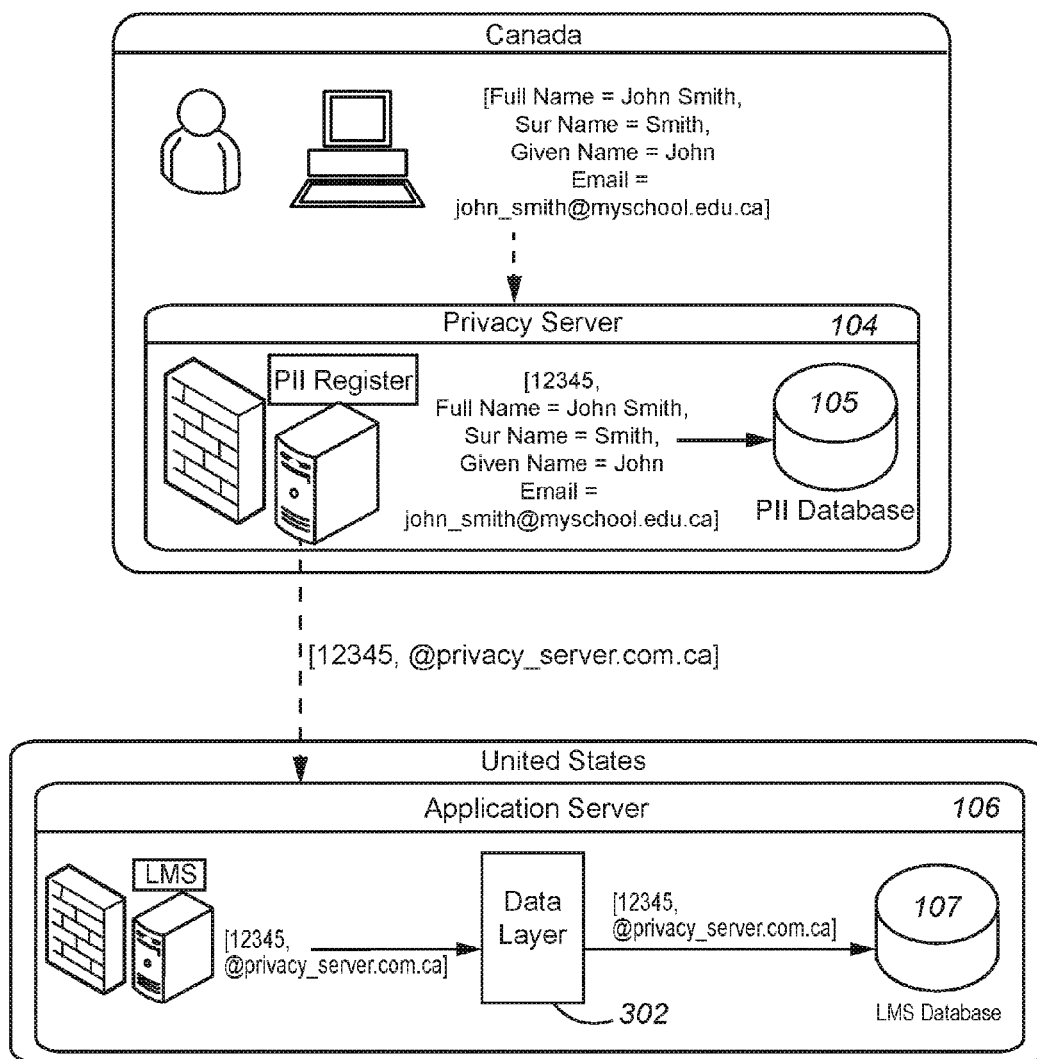 Canada
[Full Name = John Smith,
Sur Name = Smith,
Given Name = John
Email =
john_smith@myschool.edu.ca]
Privacy Server
104
PII Register
[12345,
Full Name = John Smith,
Sur Name = Smith,
Given Name = John
Email =
john_smith@myschool.edu.ca]
105
PII Database
[12345, @privacy_server.com.ca]
United States
Application Server
106
LMS
[12345,
@privacy_server.com.ca]
Data
Layer
302
[12345,
@privacy_server.com.ca]
107
LMS Database